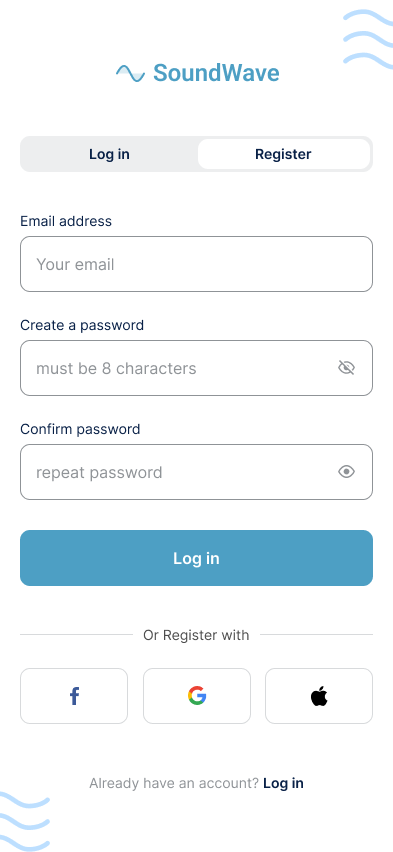 SoundWave
Log in
Register
Email address
Your email
Create a password
must be 8 characters
Confirm password
repeat password
Log in
Or Register with
Already have an account? Log in